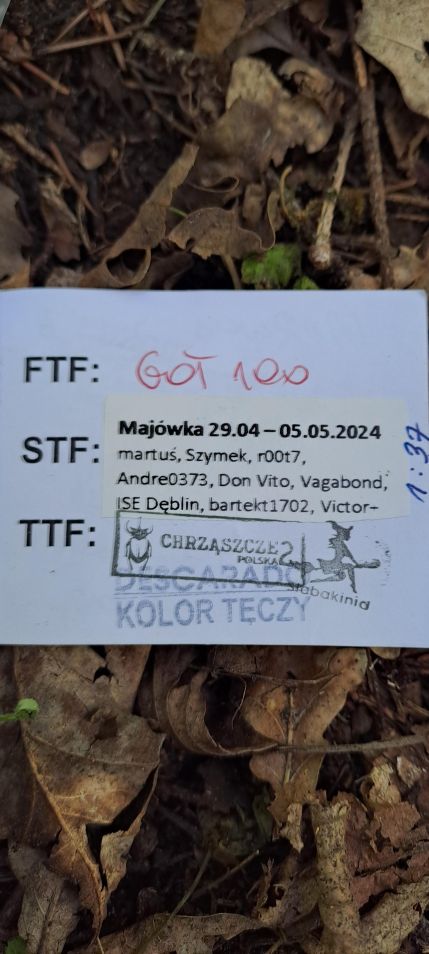 FTF: GÓŁ 100
Majówka 29.04 – 05.05.2024
STF: martuś, Szymek, r00t7,
Andre0373, Don Vito, Vagabond,
ISE Dęblin, bartekt1702, Victor-
1:37
TTF: CHRZĄSZCZE 2
POLSKA
DESCARADO
Babakinia
KOLOR TĘCZY